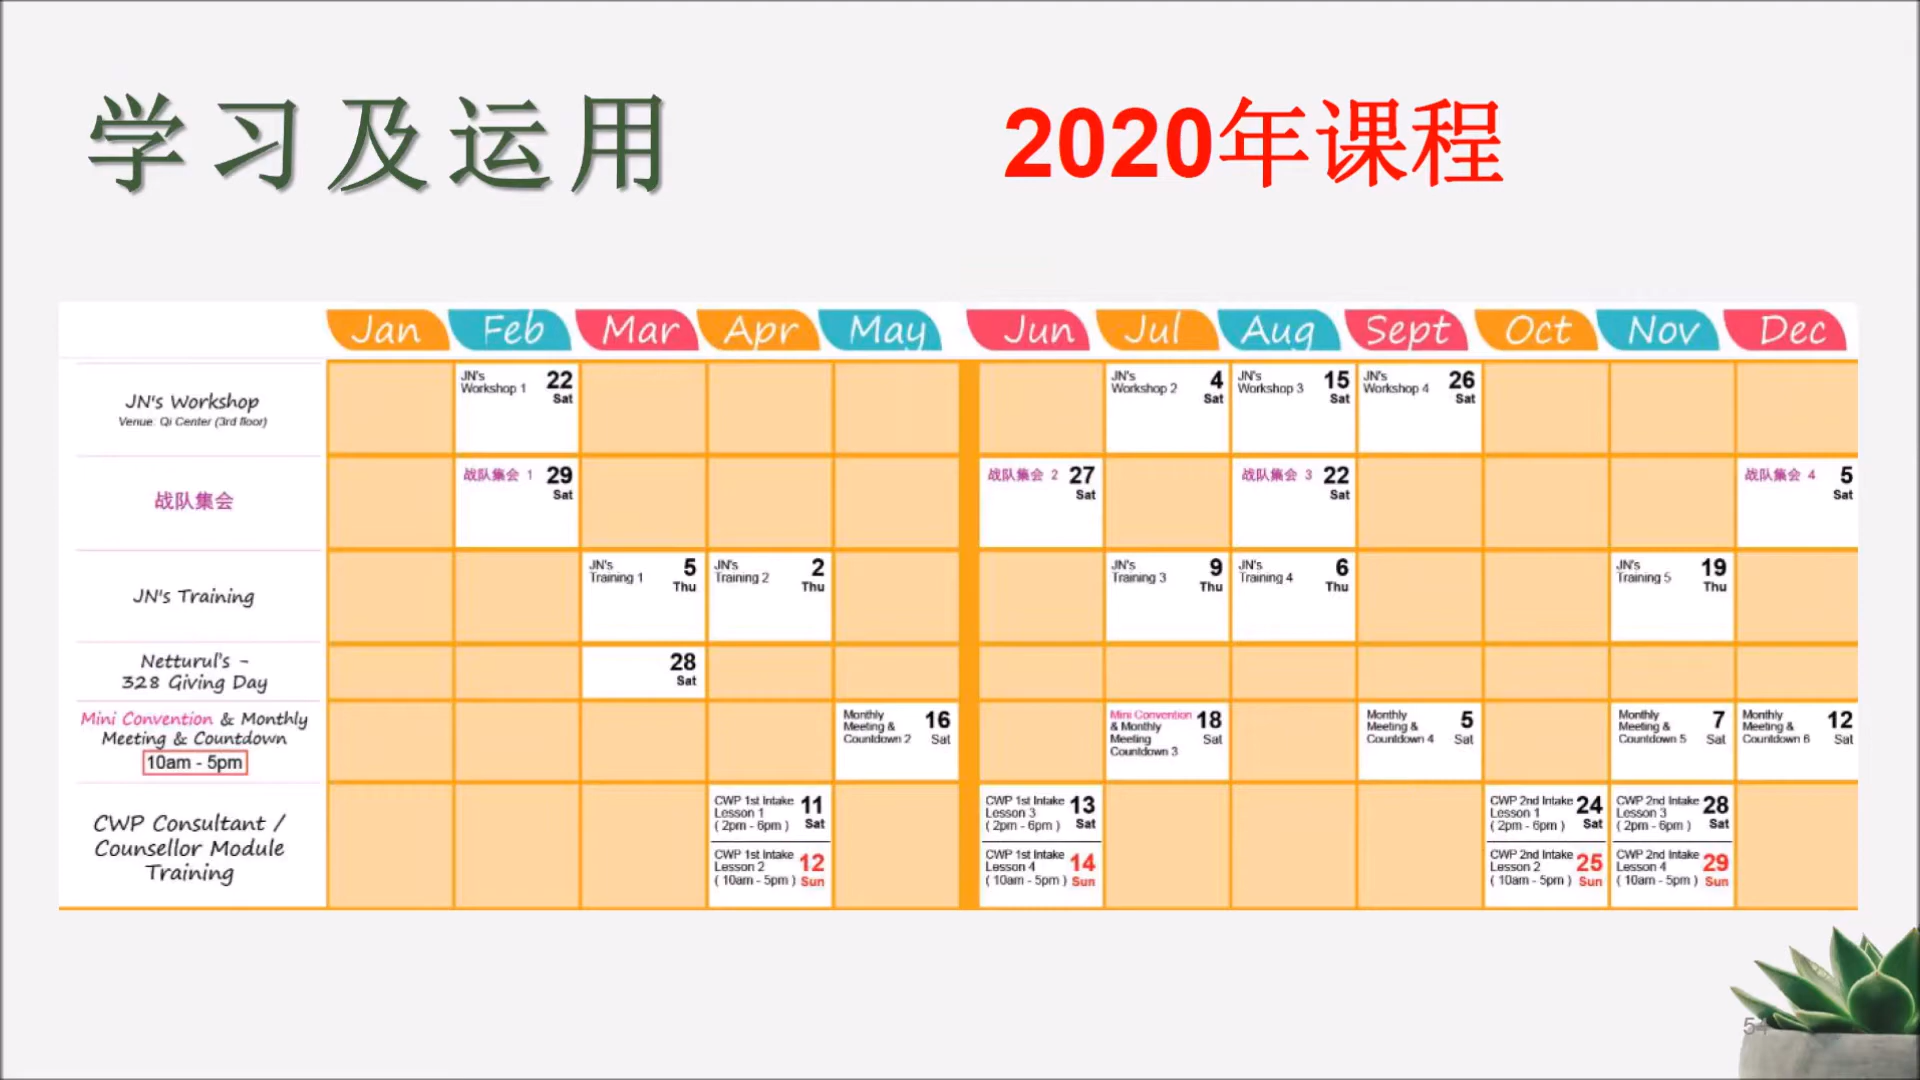 学习及运用
2020年课程
Jan Feb Mar Apr May Jun Jul Aug Sept Oct Nov Dec
JN's Workshop
Venue: Qi Center (3rd floor)
JN's
Workshop 1
22
Sat
JN's
Workshop 2
4
Sat
JN's
Workshop 3
15
Sat
JN's
Workshop 4
26
Sat
战队集会
战队集会 1
29
Sat
战队集会 2
27
Sat
战队集会 3
22
Sat
战队集会 4
5
Sat
JN's Training
JN's
Training 1
5
Thu
JN's
Training 2
2
Thu
JN's
Training 3
9
Thu
JN's
Training 4
6
Thu
JN's
Training 5
19
Thu
Netturul's -
328 Giving Day
28
Sat
Mini Convention & Monthly
Meeting & Countdown
10am - 5pm
Monthly
Meeting &
Countdown 2
16
Sat
Mini Convention
& Monthly
Meeting
Countdown 3
18
Sat
Monthly
Meeting &
Countdown 4
5
Sat
Monthly
Meeting &
Countdown 5
7
Sat
Monthly
Meeting &
Countdown 6
12
Sat
CWP Consultant /
Counsellor Module
Training
CWP 1st Intake
Lesson 1
( 2pm - 6pm )
11
Sat
CWP 1st Intake
Lesson 2
( 10am - 5pm )
12
Sun
CWP 1st Intake
Lesson 3
( 2pm - 6pm )
13
Sat
CWP 1st Intake
Lesson 4
( 10am - 5pm )
14
Sun
CWP 2nd Intake
Lesson 1
( 2pm - 6pm )
24
Sat
CWP 2nd Intake
Lesson 2
( 10am - 5pm )
25
Sun
CWP 2nd Intake
Lesson 3
( 2pm - 6pm )
28
Sat
CWP 2nd Intake
Lesson 4
( 10am - 5pm )
29
Sun